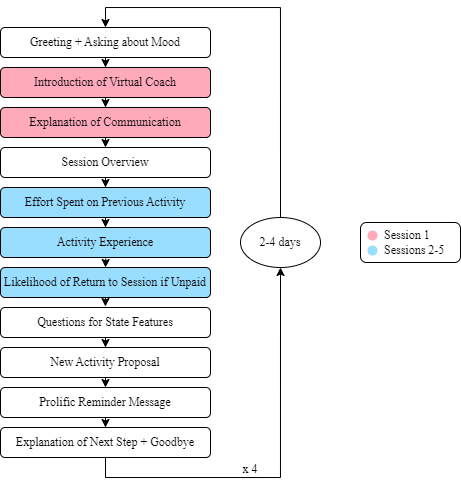 Greeting + Asking about Mood
Introduction of Virtual Coach
Explanation of Communication
Session Overview
Effort Spent on Previous Activity
Activity Experience
Likelihood of Return to Session if Unpaid
Questions for State Features
New Activity Proposal
Prolific Reminder Message
Explanation of Next Step + Goodbye
x 4
2-4 days
Session 1
Sessions 2-5